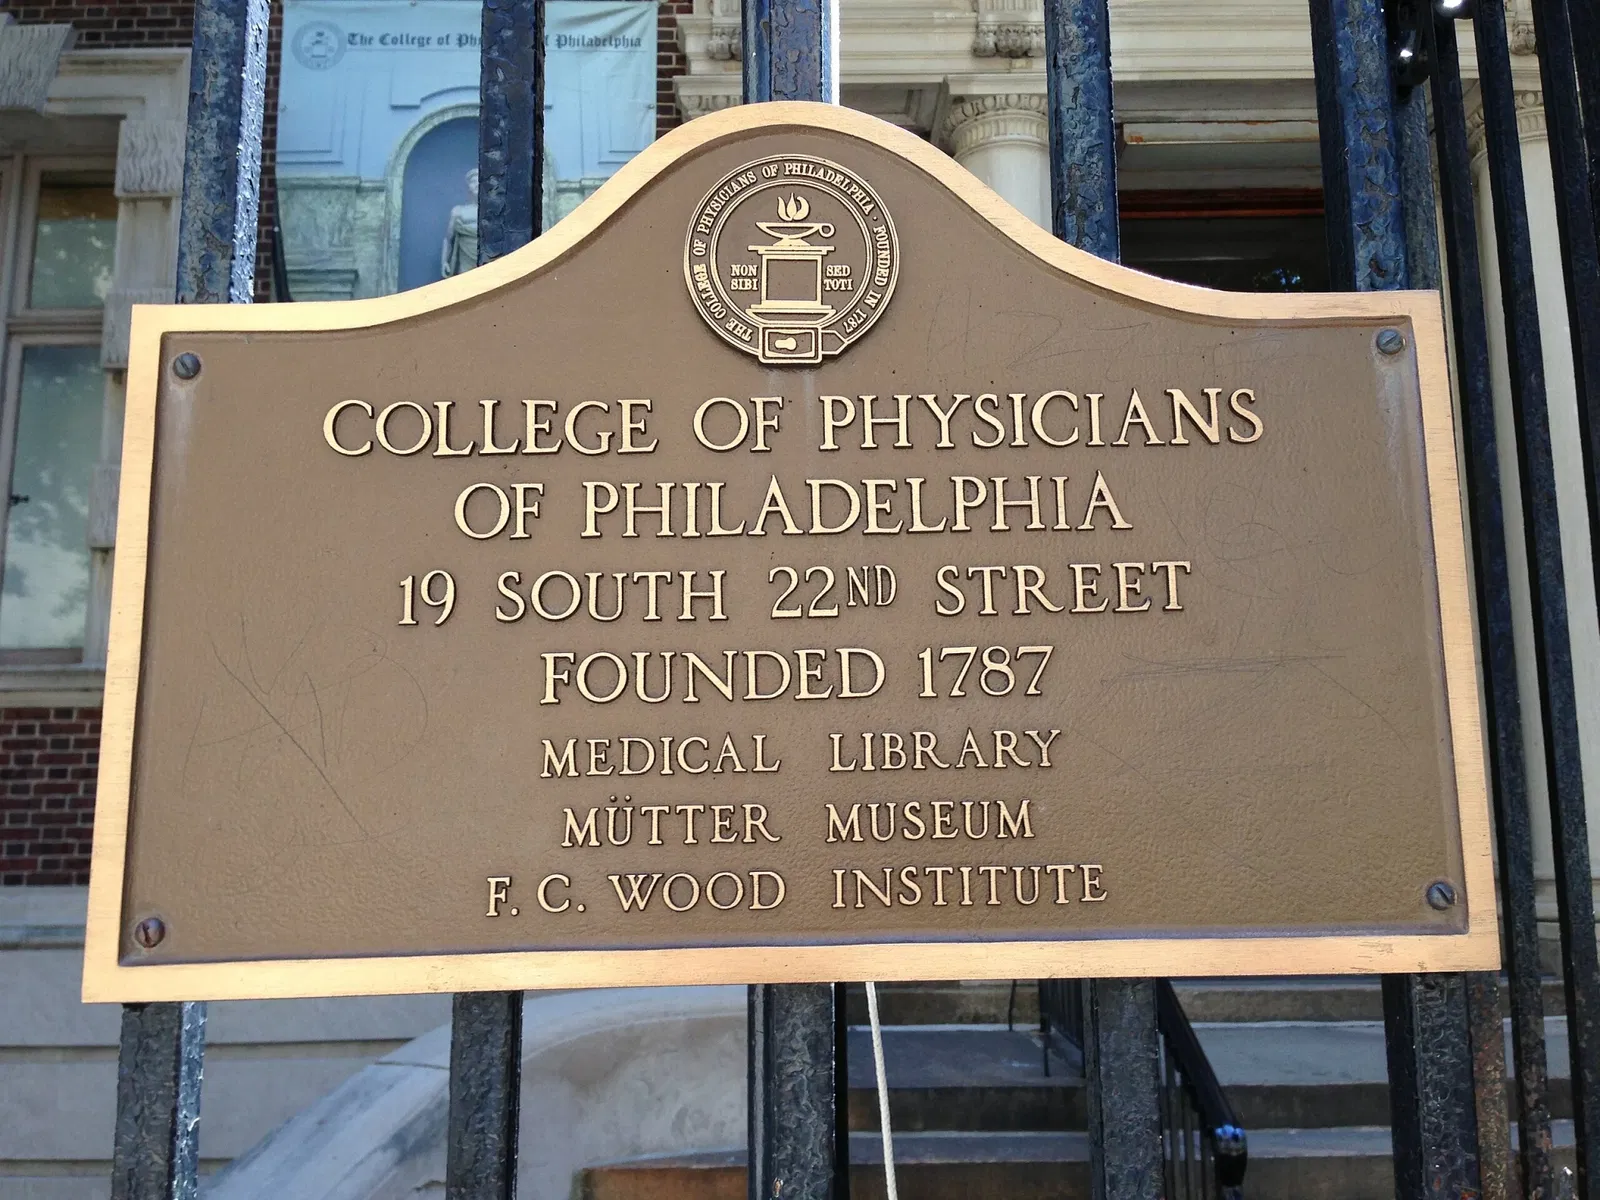 The College of Phy of Philadelphia
THE COLLEGE OF PHYSICIANS OF PHILADELPHIA · FOUNDED IN 1787
NON SED
SIBI TOTI
COLLEGE OF PHYSICIANS
OF PHILADELPHIA
19 SOUTH 22ND STREET
FOUNDED 1787
MEDICAL LIBRARY
MÜTTER MUSEUM
F. C. WOOD INSTITUTE